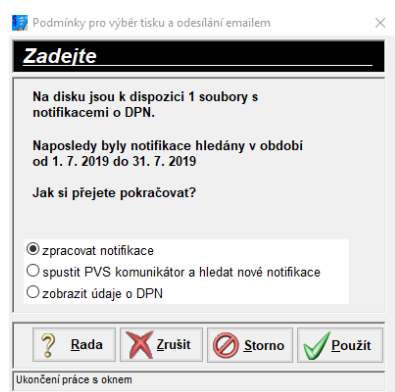 Podmínky pro výběr tisku a odesílání emailem
Zadejte
Na disku jsou k dispozici 1 soubory s
notifikacemi o DPN.
Naposledy byly notifikace hledány v období
od 1. 7. 2019 do 31. 7. 2019
Jak si přejete pokračovat?
zpracovat notifikace
spustit PVS komunikátor a hledat nové notifikace
zobrazit údaje o DPN
Rada
Zrušit
Storno
Použít
Ukončení práce s oknem